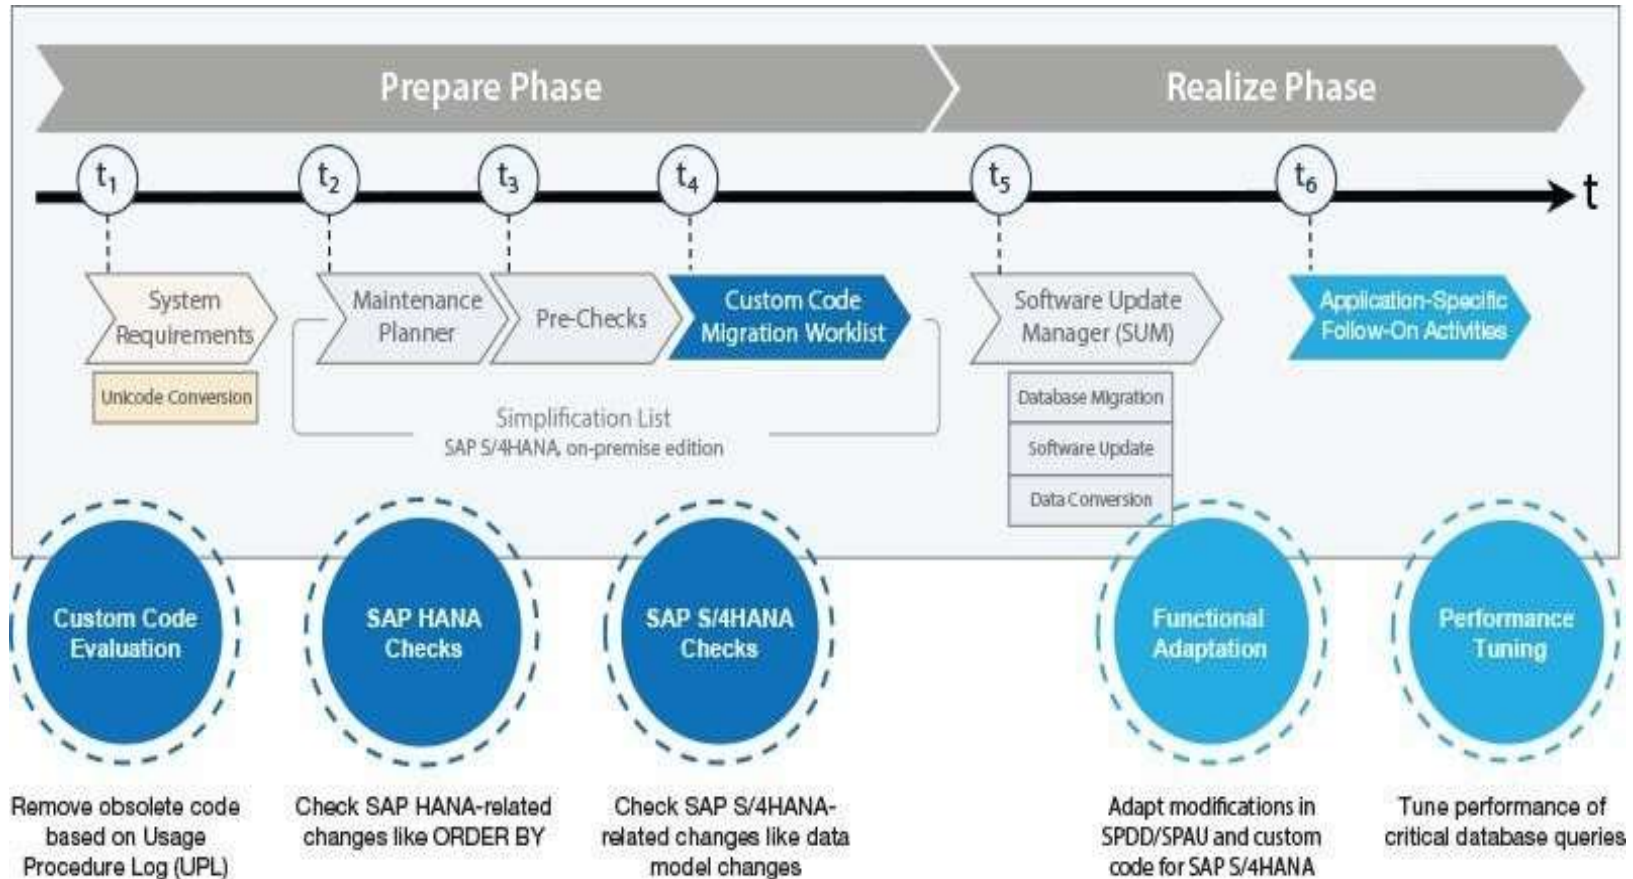 Prepare Phase
Realize Phase
t1
t2
t3
t4
t5
t6
t
System
Requirements
Unicode Conversion
Maintenance
Planner
Pre-Checks
Custom Code
Migration Worklist
Simplification List
SAP S/4HANA, on-premise edition
Software Update
Manager (SUM)
Database Migration
Software Update
Data Conversion
Application-Specific
Follow-On Activities
Custom Code
Evaluation
Remove obsolete code
based on Usage
Procedure Log (UPL)
SAP HANA
Checks
Check SAP HANA-related
changes like ORDER BY
SAP S/4HANA
Checks
Check SAP S/4HANA-
related changes like data
model changes
Functional
Adaptation
Adapt modifications in
SPDD/SPAU and custom
code for SAP S/4HANA
Performance
Tuning
Tune performance of
critical database queries